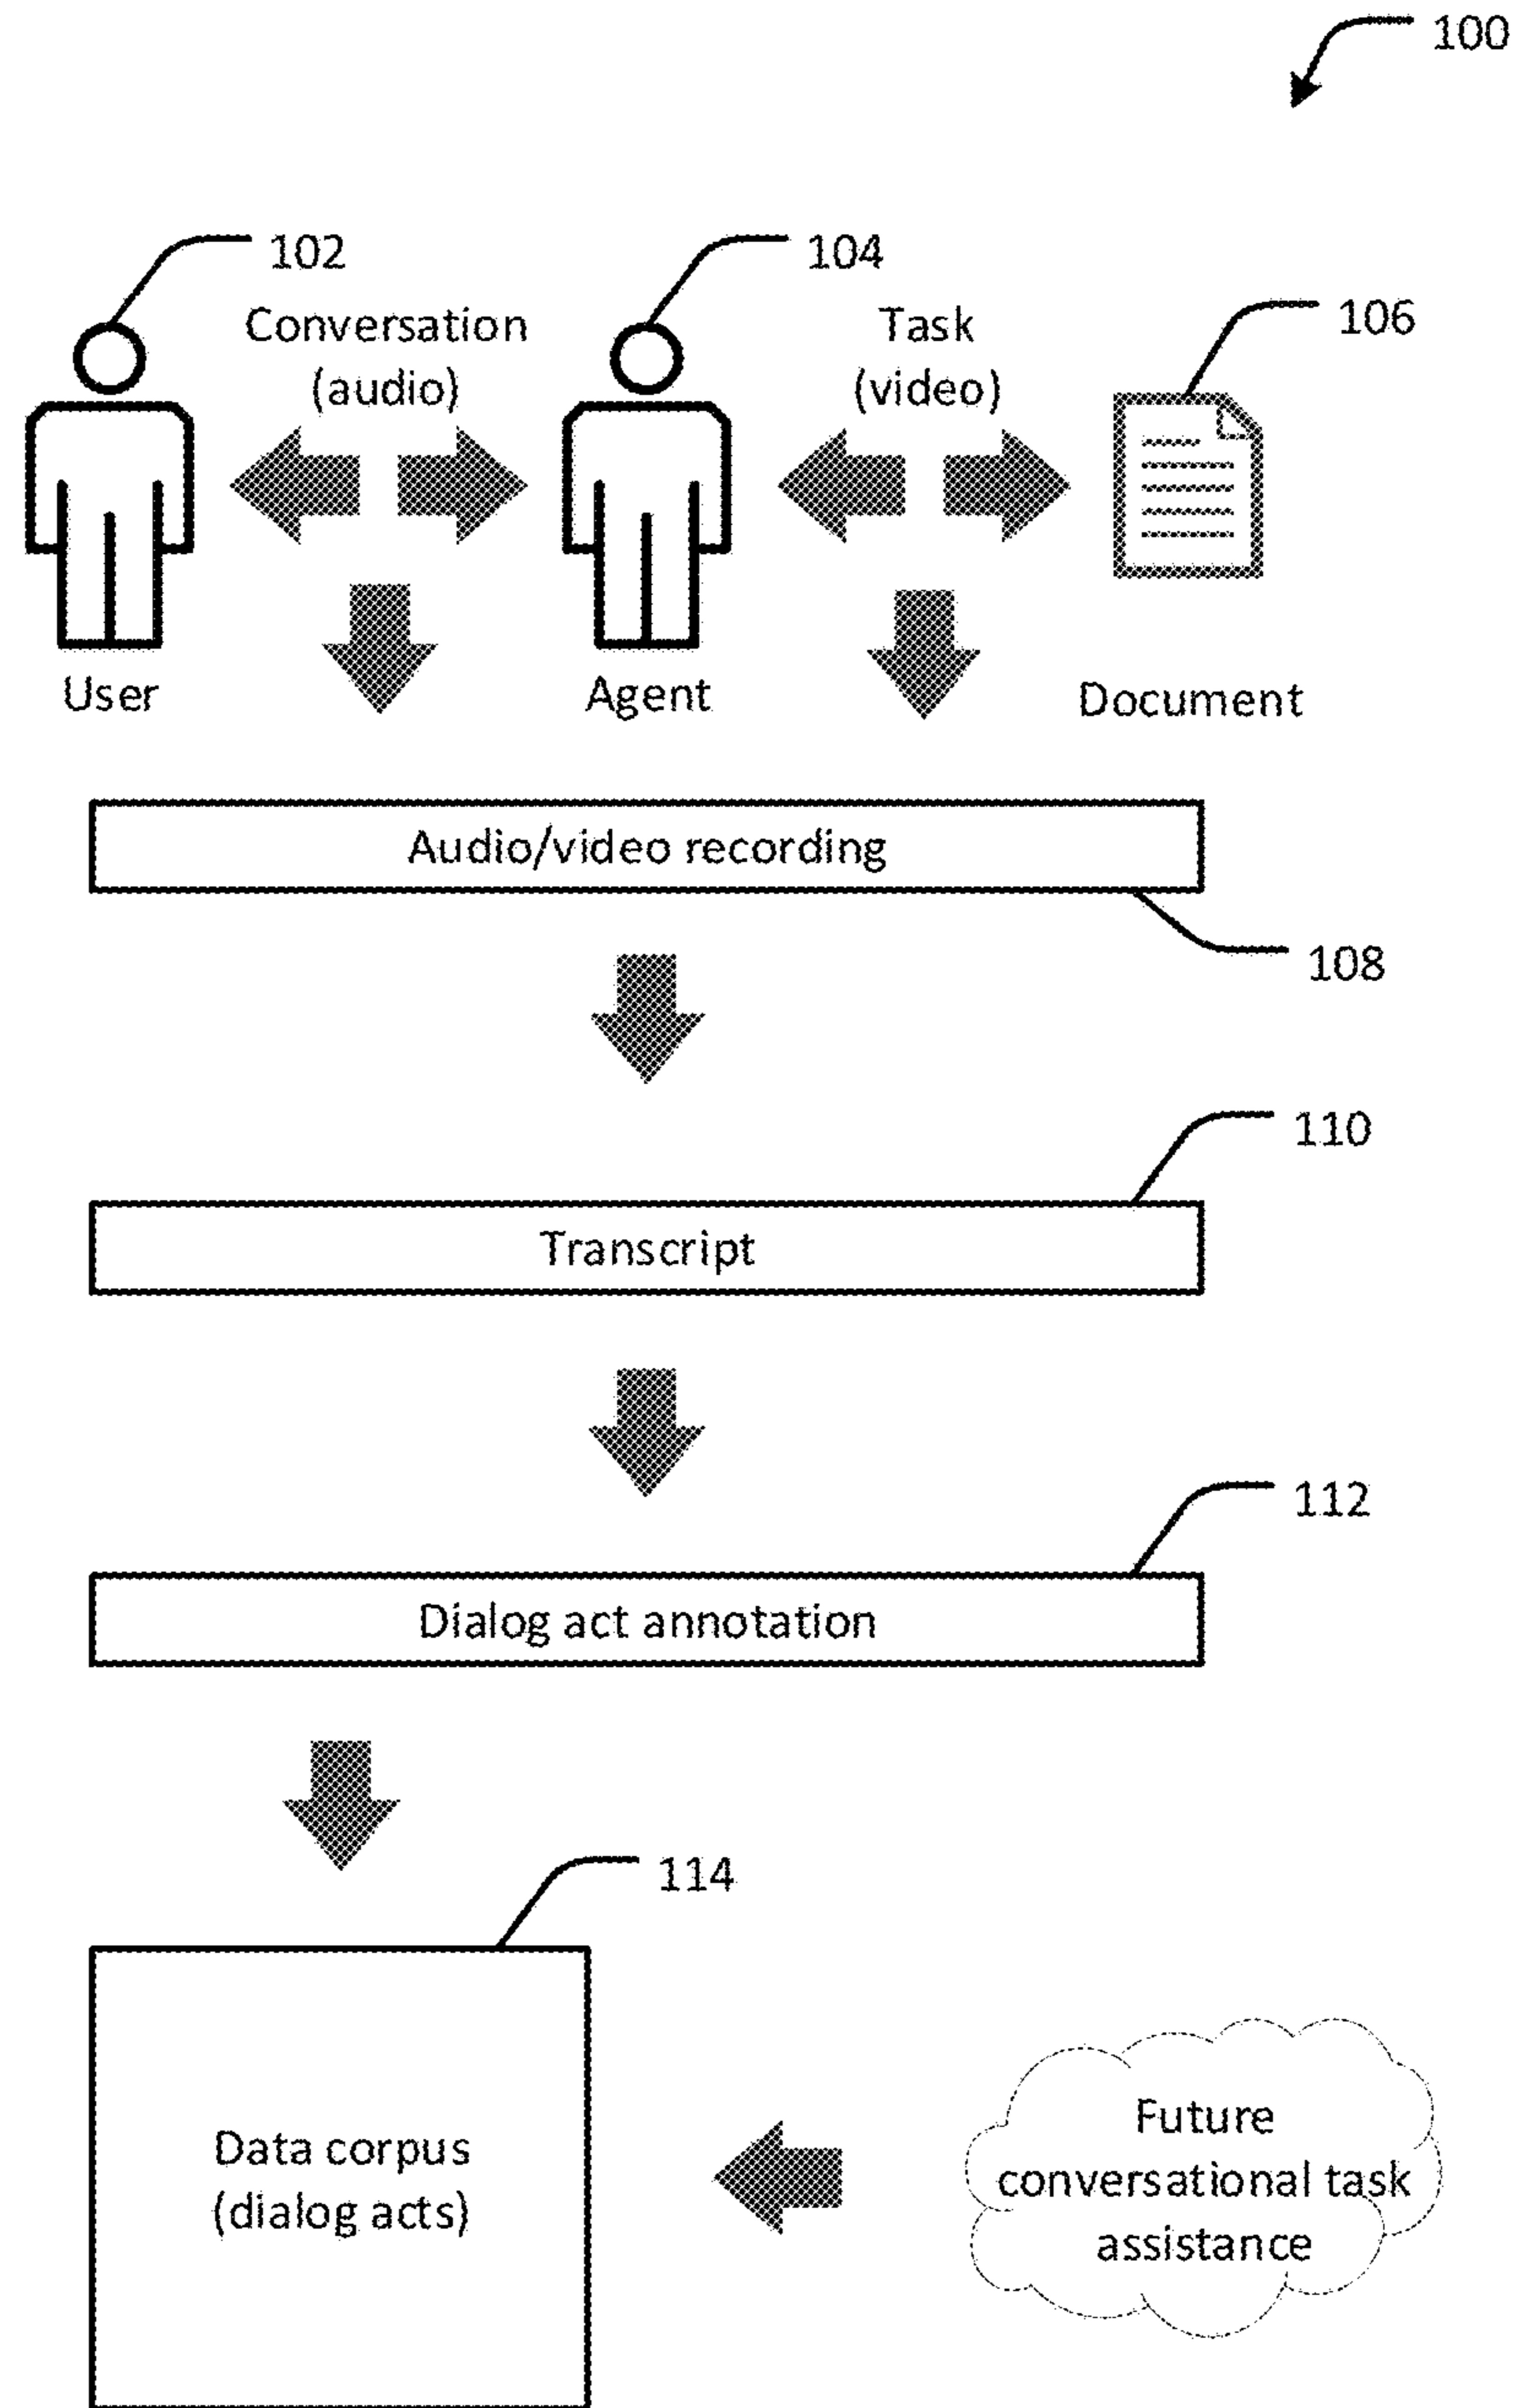 100
102
104
106
Conversation
(audio)
Task
(video)
User
Agent
Document
Audio/video recording
108
110
Transcript
112
Dialog act annotation
114
Data corpus
(dialog acts)
Future
conversational task
assistance